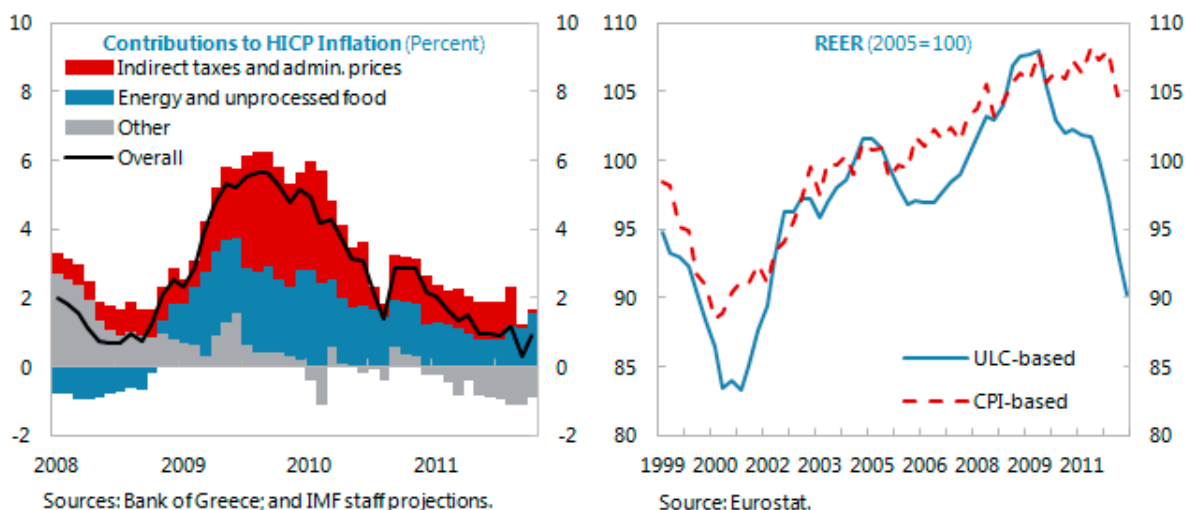 Contributions to HICP Inflation (Percent)
Indirect taxes and admin. prices
Energy and unprocessed food
Other
Overall
10
8
6
4
2
0
-2
10
8
6
4
2
0
-2
2008 2009 2010 2011
Sources: Bank of Greece; and IMF staff projections.
REER (2005=100)
110
105
100
95
90
85
80
110
105
100
95
90
85
80
ULC-based
CPI-based
1999 2000 2002 2003 2005 2006 2008 2009 2011
Source: Eurostat.